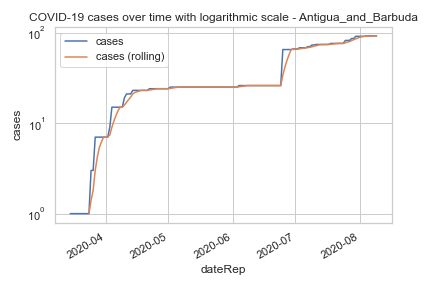 COVID-19 cases over time with logarithmic scale - Antigua_and_Barbuda
cases
cases (rolling)
10²
10¹
10⁰
cases
2020-04
2020-05
2020-06
2020-07
2020-08
dateRep